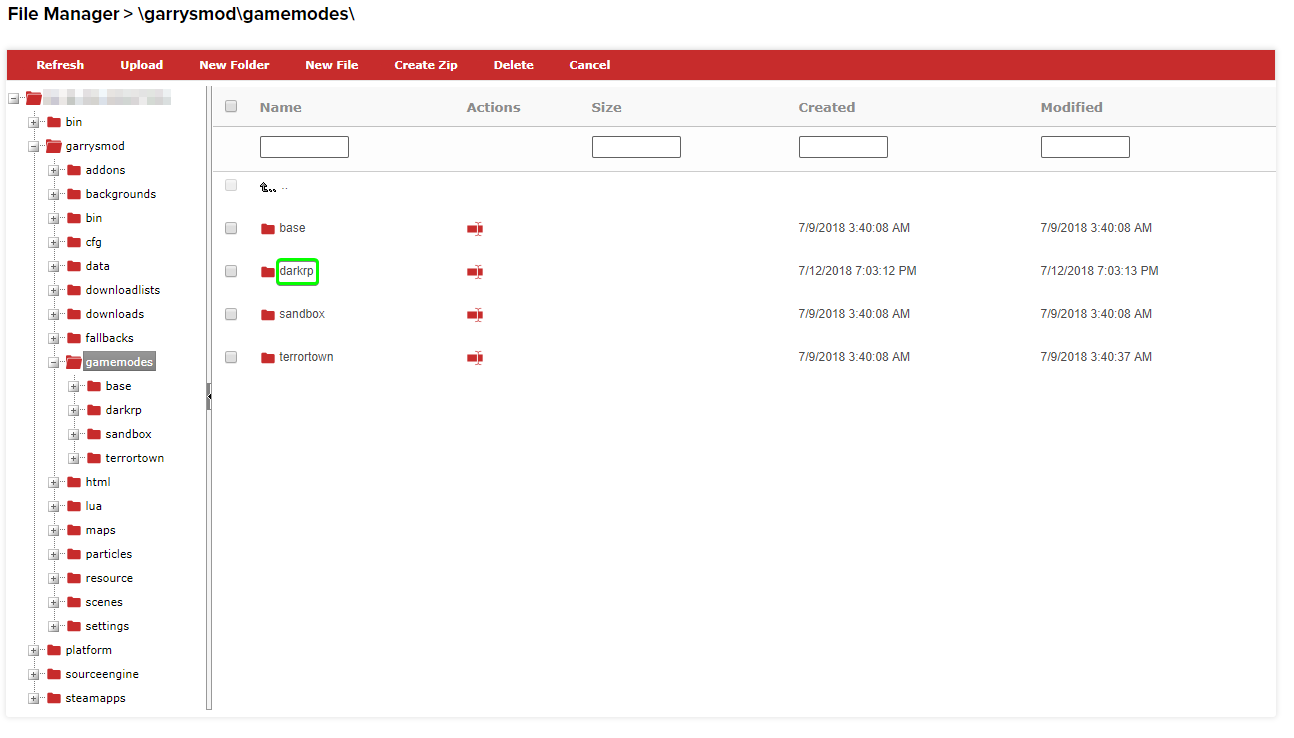 File Manager > \garrysmod\gamemodes\
Refresh Upload New Folder New File Create Zip Delete Cancel
bin
garrysmod
addons
backgrounds
bin
cfg
data
downloadlists
downloads
fallbacks
gamemodes
base
darkrp
sandbox
terrortown
html
lua
maps
particles
resource
scenes
settings
platform
sourceengine
steamapps
Name Actions Size Created Modified
..
base 7/9/2018 3:40:08 AM 7/9/2018 3:40:08 AM
darkrp 7/12/2018 7:03:12 PM 7/12/2018 7:03:13 PM
sandbox 7/9/2018 3:40:08 AM 7/9/2018 3:40:08 AM
terrortown 7/9/2018 3:40:08 AM 7/9/2018 3:40:37 AM